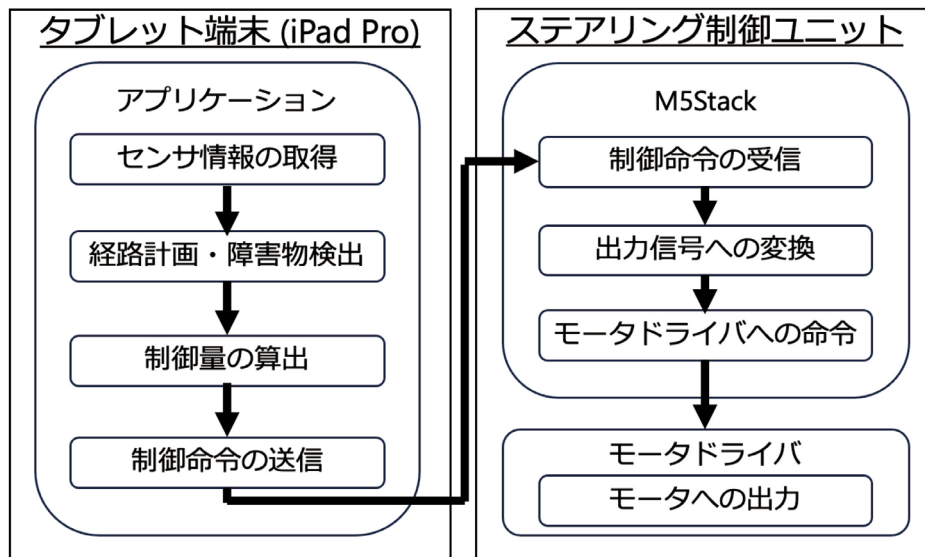 タブレット端末 (iPad Pro)
アプリケーション
センサ情報の取得
経路計画・障害物検出
制御量の算出
制御命令の送信
ステアリング制御ユニット
M5Stack
制御命令の受信
出力信号への変換
モータドライバへの命令
モータドライバ
モータへの出力